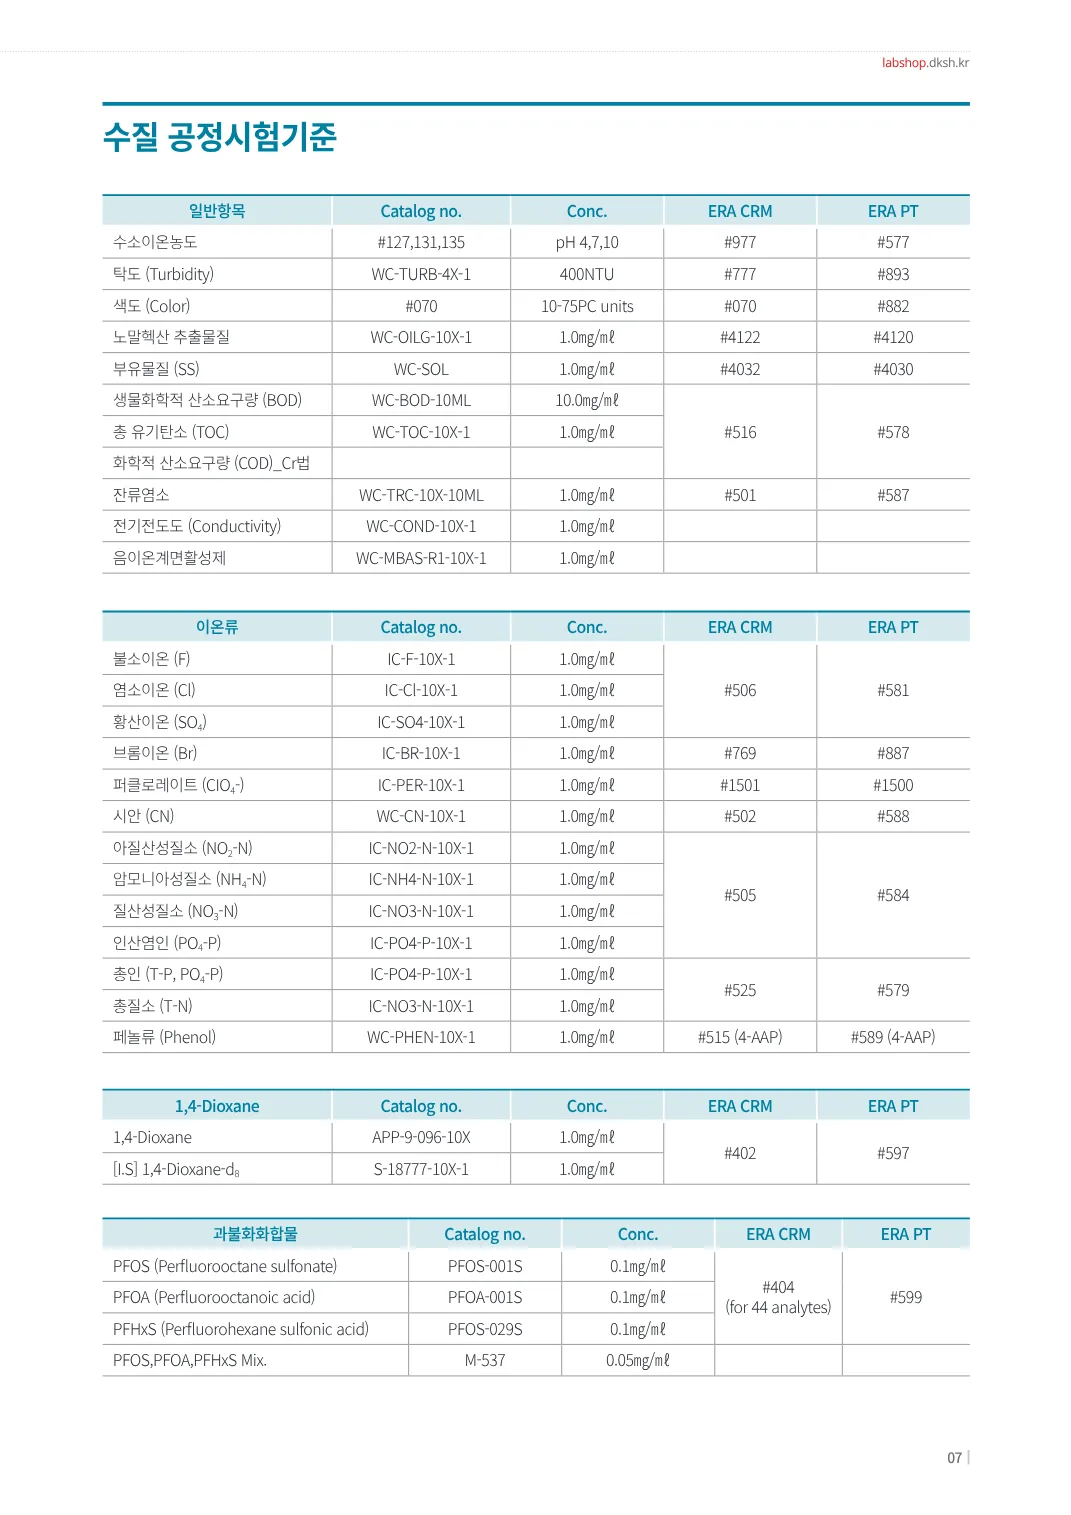 labshop.dksh.kr
수질 공정시험기준
일반항목 Catalog no. Conc. ERA CRM ERA PT
수소이온농도 #127,131,135 pH 4,7,10 #977 #577
탁도 (Turbidity) WC-TURB-4X-1 400NTU #777 #893
색도 (Color) #070 10-75PC units #070 #882
노말헥산 추출물질 WC-OILG-10X-1 1.0㎎/㎖ #4122 #4120
부유물질 (SS) WC-SOL 1.0㎎/㎖ #4032 #4030
생물화학적 산소요구량 (BOD) WC-BOD-10ML 10.0㎎/㎖
총 유기탄소 (TOC) WC-TOC-10X-1 1.0㎎/㎖ #516 #578
화학적 산소요구량 (COD)_Cr법
잔류염소 WC-TRC-10X-10ML 1.0㎎/㎖ #501 #587
전기전도도 (Conductivity) WC-COND-10X-1 1.0㎎/㎖
음이온계면활성제 WC-MBAS-R1-10X-1 1.0㎎/㎖
이온류 Catalog no. Conc. ERA CRM ERA PT
불소이온 (F) IC-F-10X-1 1.0㎎/㎖
염소이온 (Cl) IC-Cl-10X-1 1.0㎎/㎖ #506 #581
황산이온 (SO₄) IC-SO4-10X-1 1.0㎎/㎖
브롬이온 (Br) IC-BR-10X-1 1.0㎎/㎖ #769 #887
퍼클로레이트 (ClO₄-) IC-PER-10X-1 1.0㎎/㎖ #1501 #1500
시안 (CN) WC-CN-10X-1 1.0㎎/㎖ #502 #588
아질산성질소 (NO₂-N) IC-NO2-N-10X-1 1.0㎎/㎖
암모니아성질소 (NH₄-N) IC-NH4-N-10X-1 1.0㎎/㎖ #505 #584
질산성질소 (NO₃-N) IC-NO3-N-10X-1 1.0㎎/㎖
인산염인 (PO₄-P) IC-PO4-P-10X-1 1.0㎎/㎖
총인 (T-P, PO₄-P) IC-PO4-P-10X-1 1.0㎎/㎖ #525 #579
총질소 (T-N) IC-NO3-N-10X-1 1.0㎎/㎖
페놀류 (Phenol) WC-PHEN-10X-1 1.0㎎/㎖ #515 (4-AAP) #589 (4-AAP)
1,4-Dioxane Catalog no. Conc. ERA CRM ERA PT
1,4-Dioxane APP-9-096-10X 1.0㎎/㎖ #402 #597
[I.S] 1,4-Dioxane-d₈ S-18777-10X-1 1.0㎎/㎖
과불화화합물 Catalog no. Conc. ERA CRM ERA PT
PFOS (Perfluorooctane sulfonate) PFOS-001S 0.1㎎/㎖
PFOA (Perfluorooctanoic acid) PFOA-001S 0.1㎎/㎖ #404 (for 44 analytes) #599
PFHxS (Perfluorohexane sulfonic acid) PFOS-029S 0.1㎎/㎖
PFOS,PFOA,PFHxS Mix. M-537 0.05㎎/㎖
07